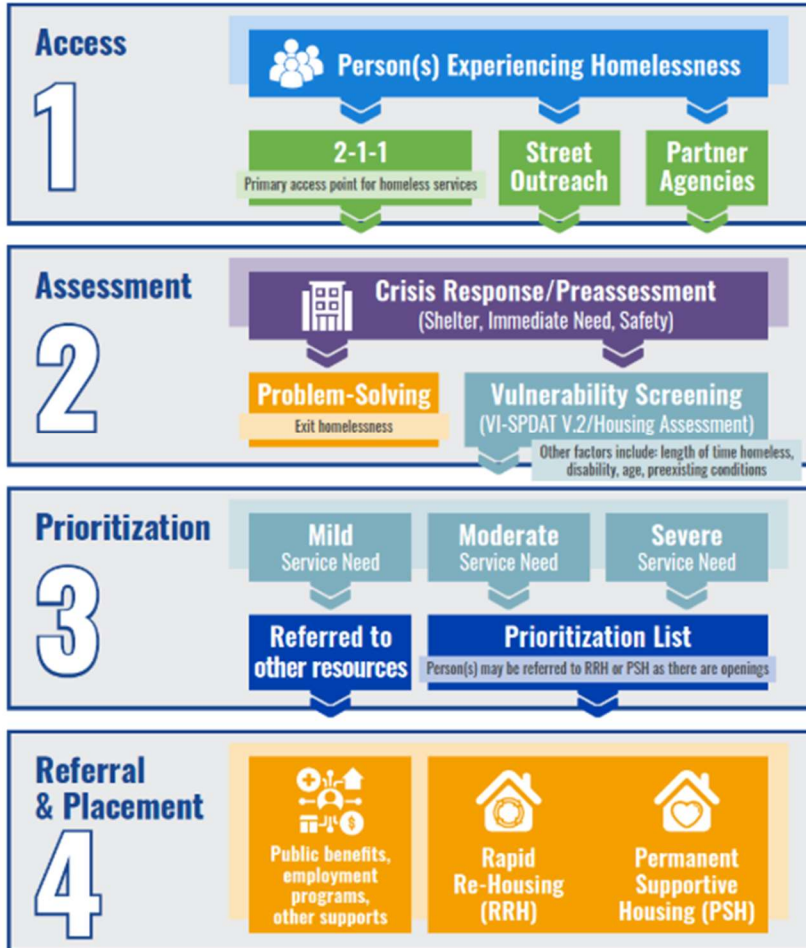 Access
1
Person(s) Experiencing Homelessness
2-1-1
Primary access point for homeless services
Street
Outreach
Partner
Agencies
Assessment
2
Crisis Response/Preassessment
(Shelter, Immediate Need, Safety)
Problem-Solving
Exit homelessness
Vulnerability Screening
(VI-SPDAT V.2/Housing Assessment)
Other factors include: length of time homeless,
disability, age, preexisting conditions
Prioritization
3
Mild
Service Need
Moderate
Service Need
Severe
Service Need
Referred to
other resources
Prioritization List
Person(s) may be referred to RRH or PSH as there are openings
Referral
& Placement
4
Public benefits,
employment
programs,
other supports
Rapid
Re-Housing
(RRH)
Permanent
Supportive
Housing (PSH)